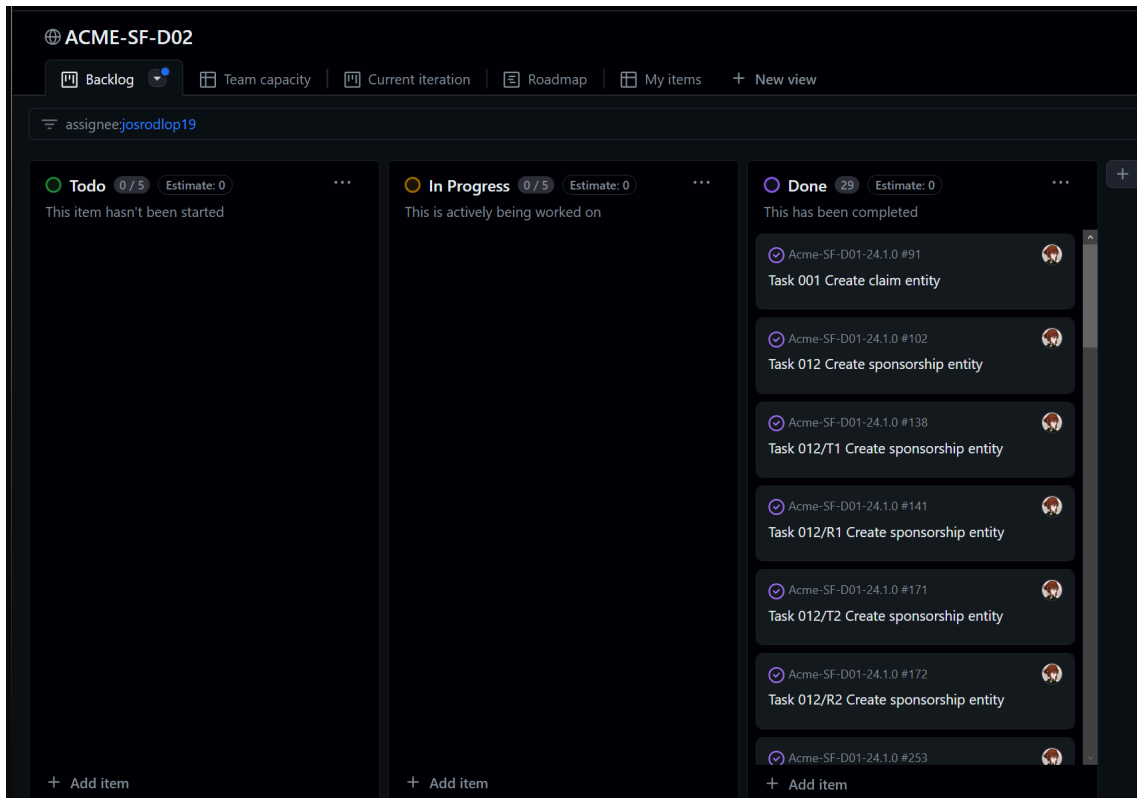 ACME-SF-D02
Backlog
Team capacity
Current iteration
Roadmap
My items
+ New view
assignee:josrodlop19
Todo 0 / 5 Estimate: 0 ...
This item hasn't been started
+ Add item
In Progress 0 / 5 Estimate: 0 ...
This is actively being worked on
+ Add item
Done 29 Estimate: 0 ...
This has been completed
Acme-SF-D01-24.1.0 #91
Task 001 Create claim entity
Acme-SF-D01-24.1.0 #102
Task 012 Create sponsorship entity
Acme-SF-D01-24.1.0 #138
Task 012/T1 Create sponsorship entity
Acme-SF-D01-24.1.0 #141
Task 012/R1 Create sponsorship entity
Acme-SF-D01-24.1.0 #171
Task 012/T2 Create sponsorship entity
Acme-SF-D01-24.1.0 #172
Task 012/R2 Create sponsorship entity
Acme-SF-D01-24.1.0 #253
+ Add item
+